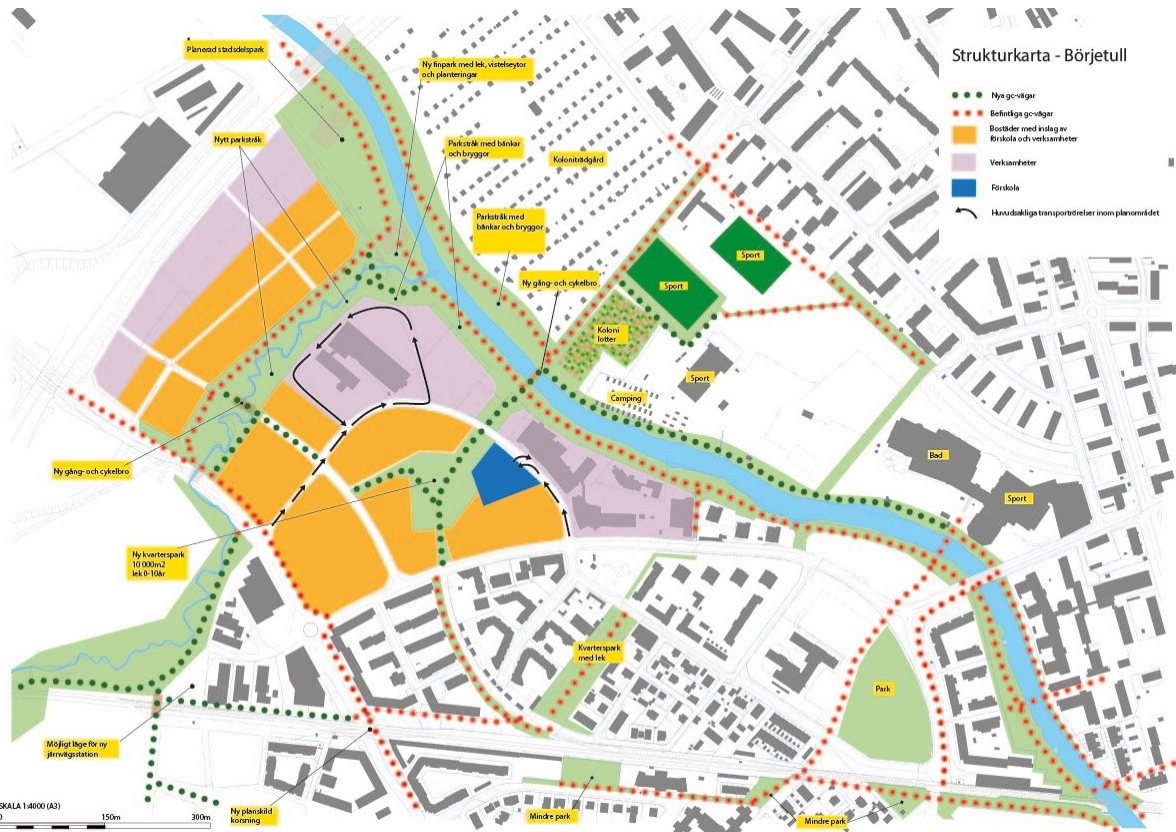 Strukturkarta - Börjetull
Nya gc-vägar
Befintliga gc-vägar
Bostäder med inslag av
förskola och verksamheter
Verksamheter
Förskola
Huvudsakliga transportrörelser inom planområdet
Planerad stadsdelspark
Ny finpark med lek, vistelseytor
och planteringar
Nytt parkstråk
Parkstråk med bänkar
och bryggor
Koloniträdgård
Parkstråk med
bänkar och bryggor
Ny gång- och cykelbro
Sport
Sport
Koloni
lotter
Sport
Camping
Bad
Sport
Ny gång- och cykelbro
Ny kvarterspark
10 000m2
lek 0-10år
Kvarterspark
med lek
Park
Möjligt läge för ny
järnvägsstation
Ny planskild
korsning
Mindre park
Mindre park
SKALA 1:4000 (A3)
0 150m 300m